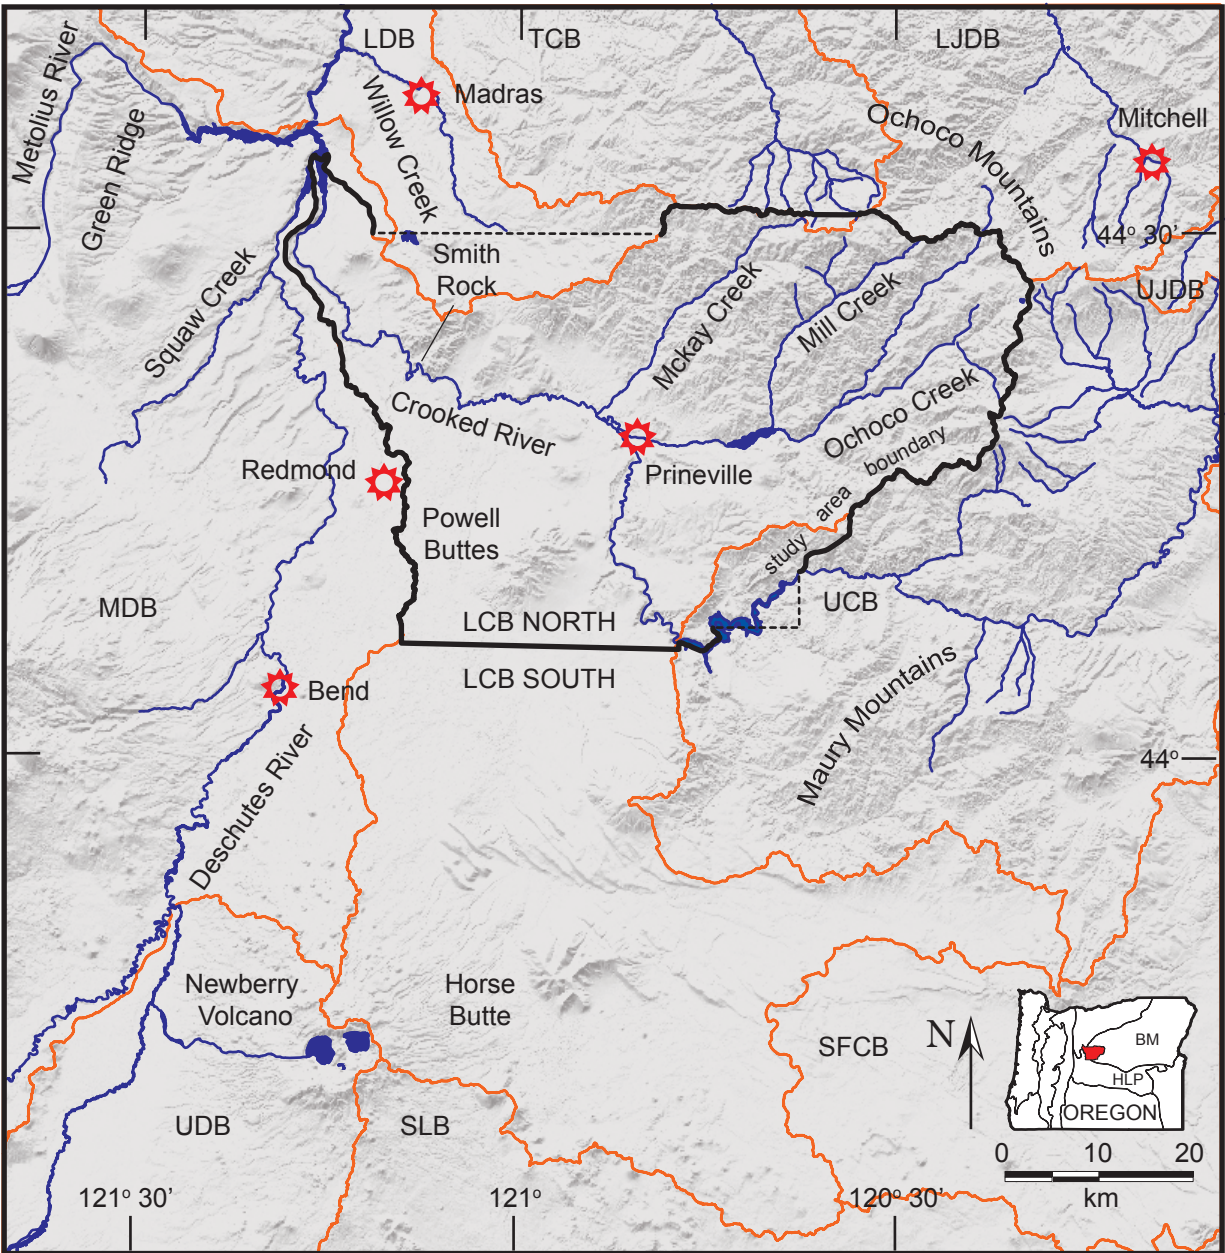 LDB
TCB
LJDB
Metolius River
Green Ridge
Willow Creek
Madras
Ochoco Mountains
Mitchell
44° 30'
UJDB
Smith
Rock
Squaw Creek
Mckay Creek
Mill Creek
Crooked River
Ochoco Creek
study area boundary
Redmond
Prineville
Powell
Buttes
MDB
LCB NORTH
UCB
LCB SOUTH
Bend
Maury Mountains
44°
Deschutes River
Newberry
Volcano
Horse
Butte
SFCB
N
BM
HLP
OREGON
UDB
SLB
0 10 20
km
121° 30'
121°
120° 30'